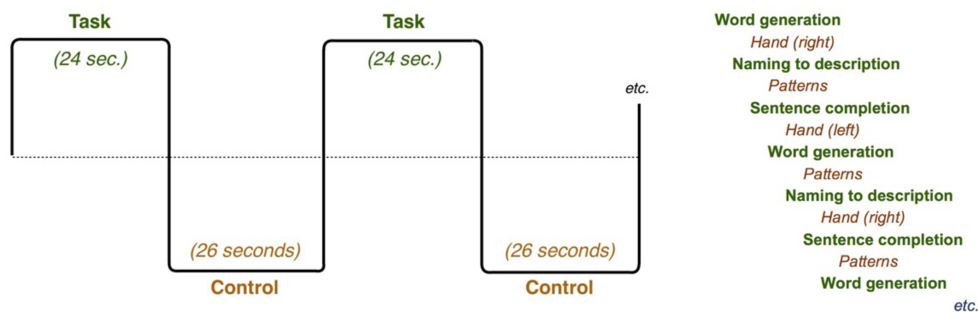 Task
Task
(24 sec.)
(24 sec.)
etc.
(26 seconds)
(26 seconds)
Control
Control
Word generation
Hand (right)
Naming to description
Patterns
Sentence completion
Hand (left)
Word generation
Patterns
Naming to description
Hand (right)
Sentence completion
Patterns
Word generation
etc.